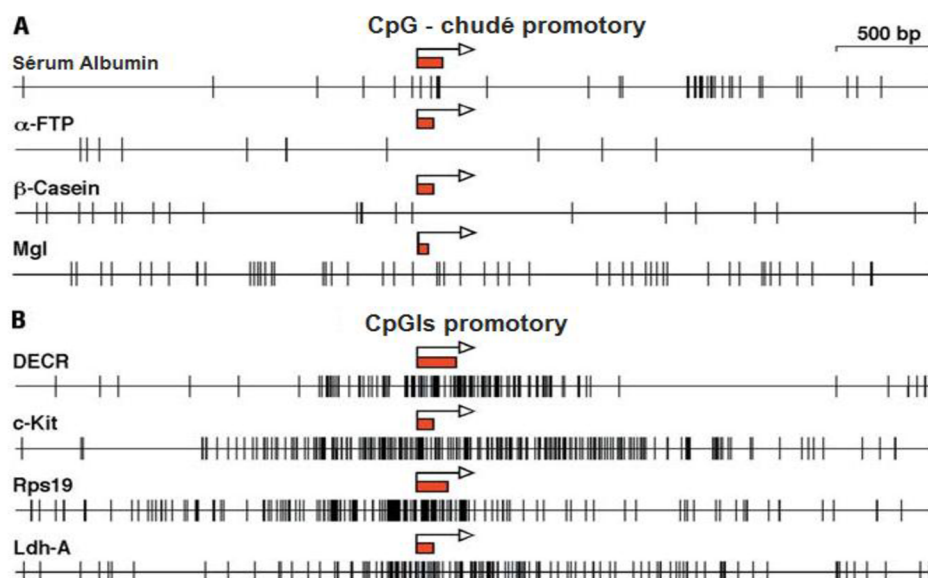 A
CpG - chudé promotory
500 bp
Sérum Albumin
α-FTP
β-Casein
Mgl
B
CpGIs promotory
DECR
c-Kit
Rps19
Ldh-A